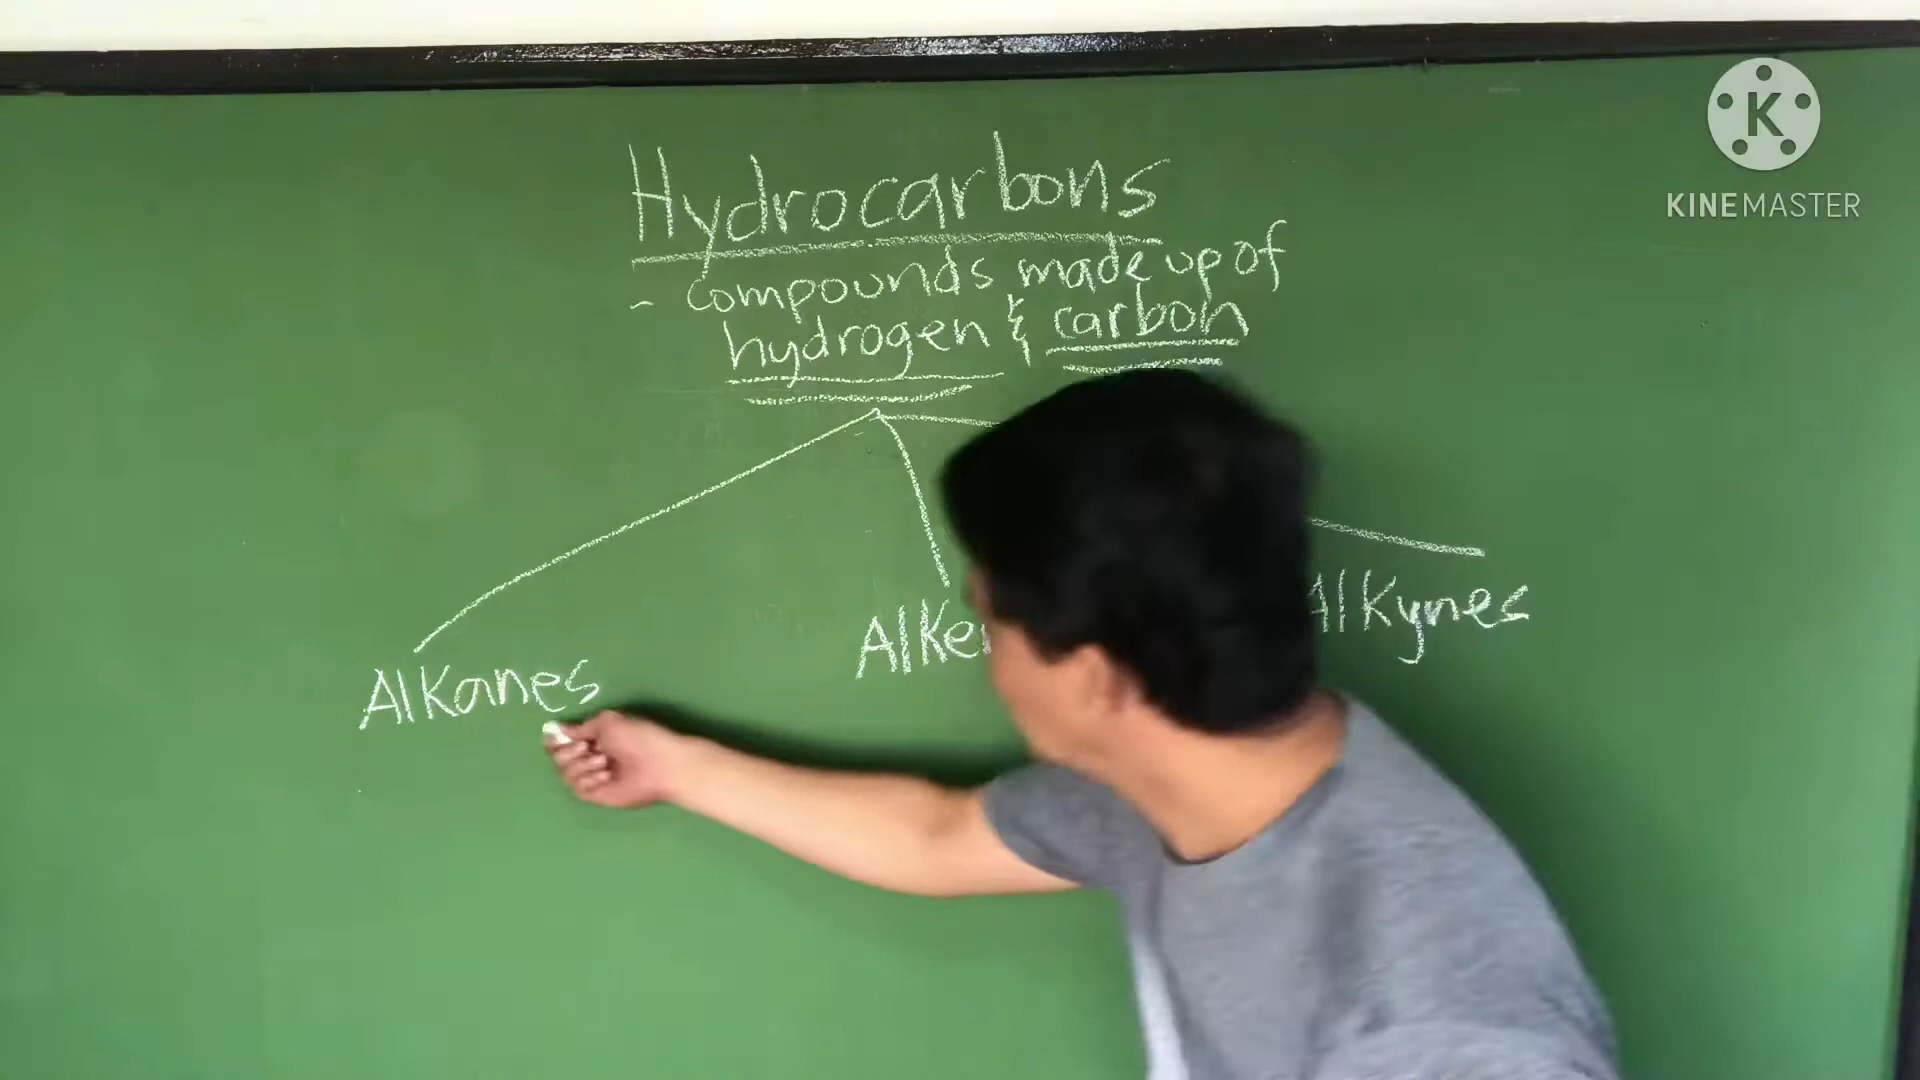 Hydrocarbons
- compounds made up of
hydrogen & carbon
Alkanes
Alkynes
K
KINEMASTER